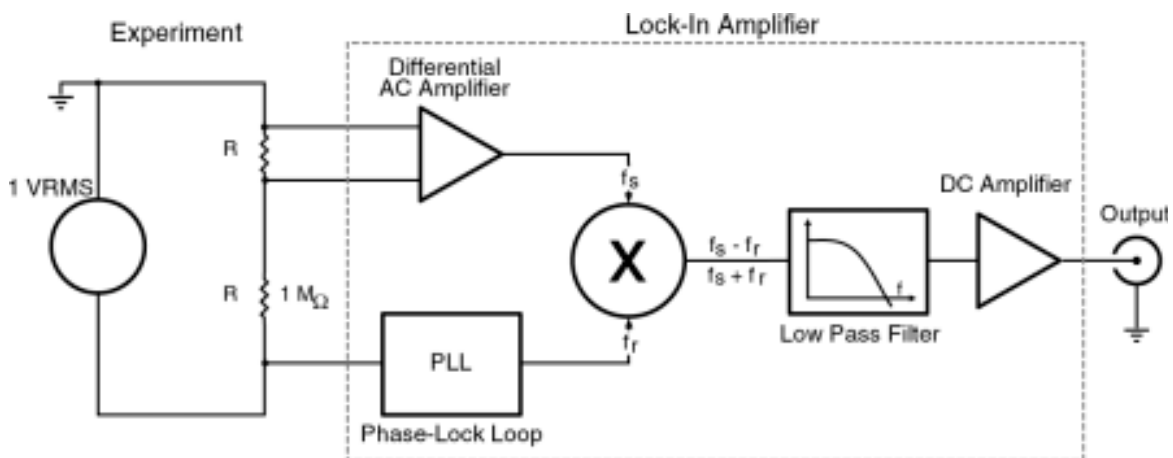 Experiment
Lock-In Amplifier
Differential
AC Amplifier
R
1 VRMS
fs
DC Amplifier
Output
X
fs - fr
fs + fr
f
R
1 MΩ
Low Pass Filter
fr
PLL
Phase-Lock Loop